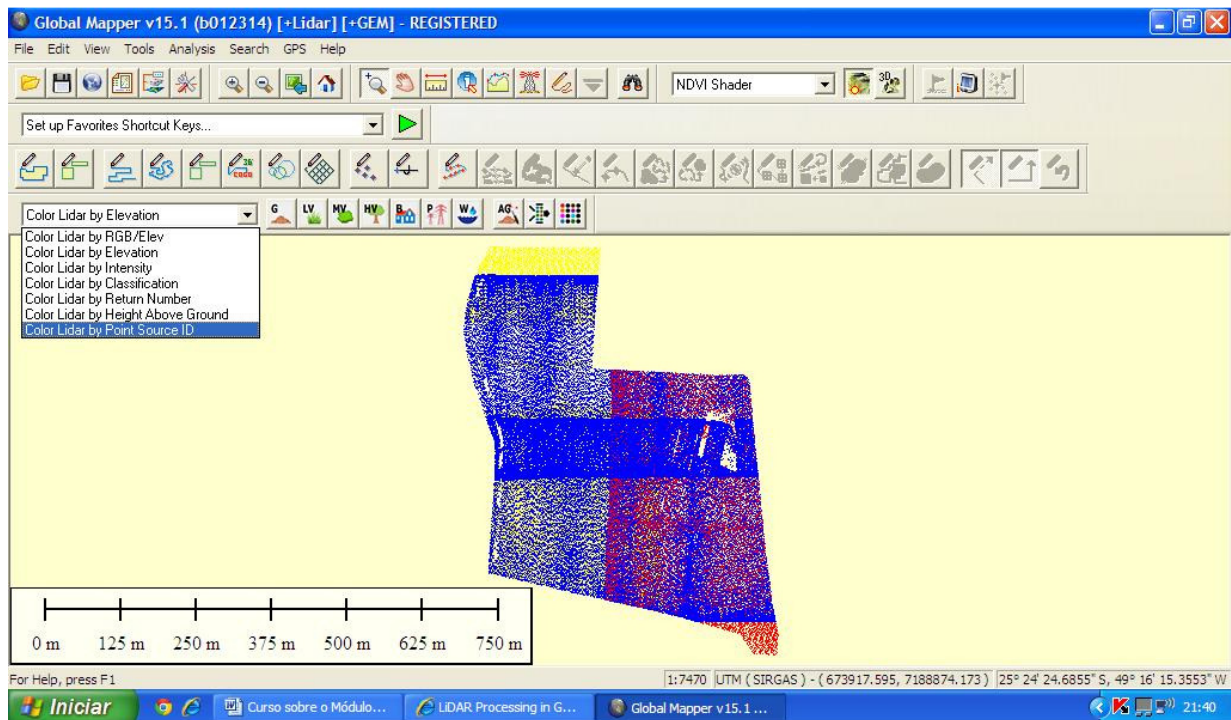 Global Mapper v15.1 (b012314) [+Lidar] [+GEM] - REGISTERED
File Edit View Tools Analysis Search GPS Help
NDVI Shader
3D
Set up Favorites Shortcut Keys...
Color Lidar by Elevation
G LV MV HV B P W AG
Color Lidar by RGB/Elev
Color Lidar by Elevation
Color Lidar by Intensity
Color Lidar by Classification
Color Lidar by Return Number
Color Lidar by Height Above Ground
Color Lidar by Point Source ID
0 m 125 m 250 m 375 m 500 m 625 m 750 m
For Help, press F1
1:7470 UTM ( SIRGAS ) - ( 673917.595, 7188874.173 ) 25° 24' 24.6855" S, 49° 16' 15.3553" W
Iniciar Curso sobre o Módulo... LiDAR Processing in G... Global Mapper v15.1 ... 21:40